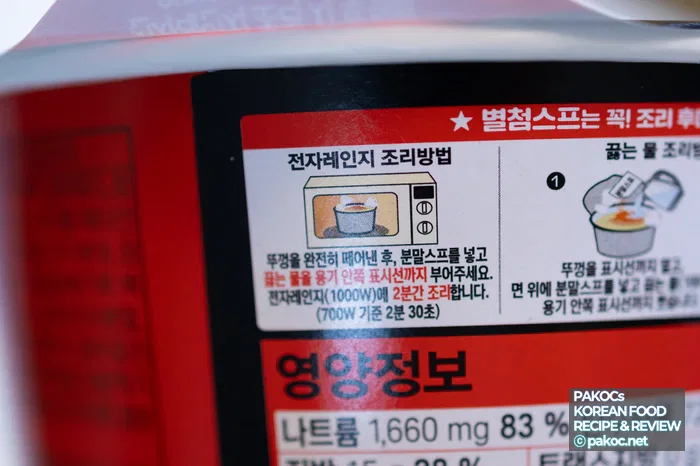 ★ 별첨스프는 꼭! 조리 후에
전자레인지 조리방법
뚜껑을 완전히 떼어낸 후, 분말스프를 넣고
끓는 물을 용기 안쪽 표시선까지 부어주세요.
전자레인지(1000W)에 2분간 조리합니다.
(700W 기준 2분 30초)
끓는 물 조리방
1
뚜껑을 표시선까지 열고,
면 위에 분말스프를 넣고 끓는 물
용기 안쪽 표시선까지
영양정보
나트륨 1,660 mg 83 %
PAKOCs
KOREAN FOOD
RECIPE & REVIEW
© pakoc.net